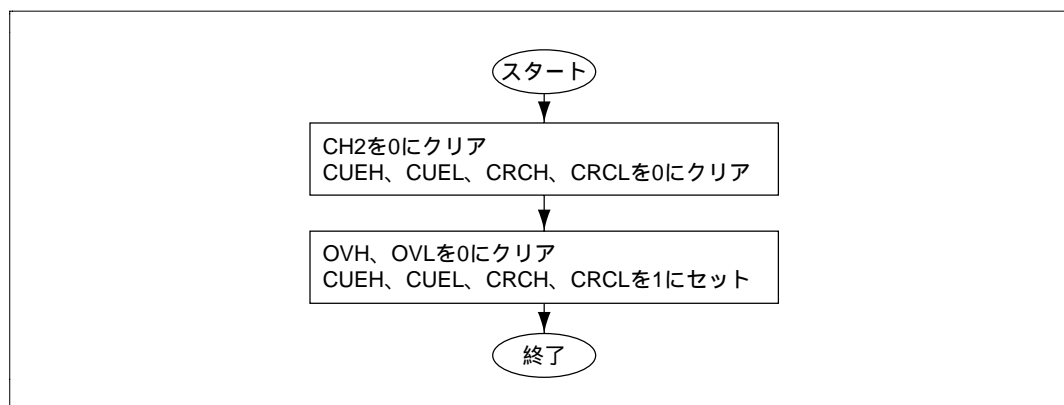 スタート
CH2を0にクリア
CUEH、CUEL、CRCH、CRCLを0にクリア
OVH、OVLを0にクリア
CUEH、CUEL、CRCH、CRCLを1にセット
終了